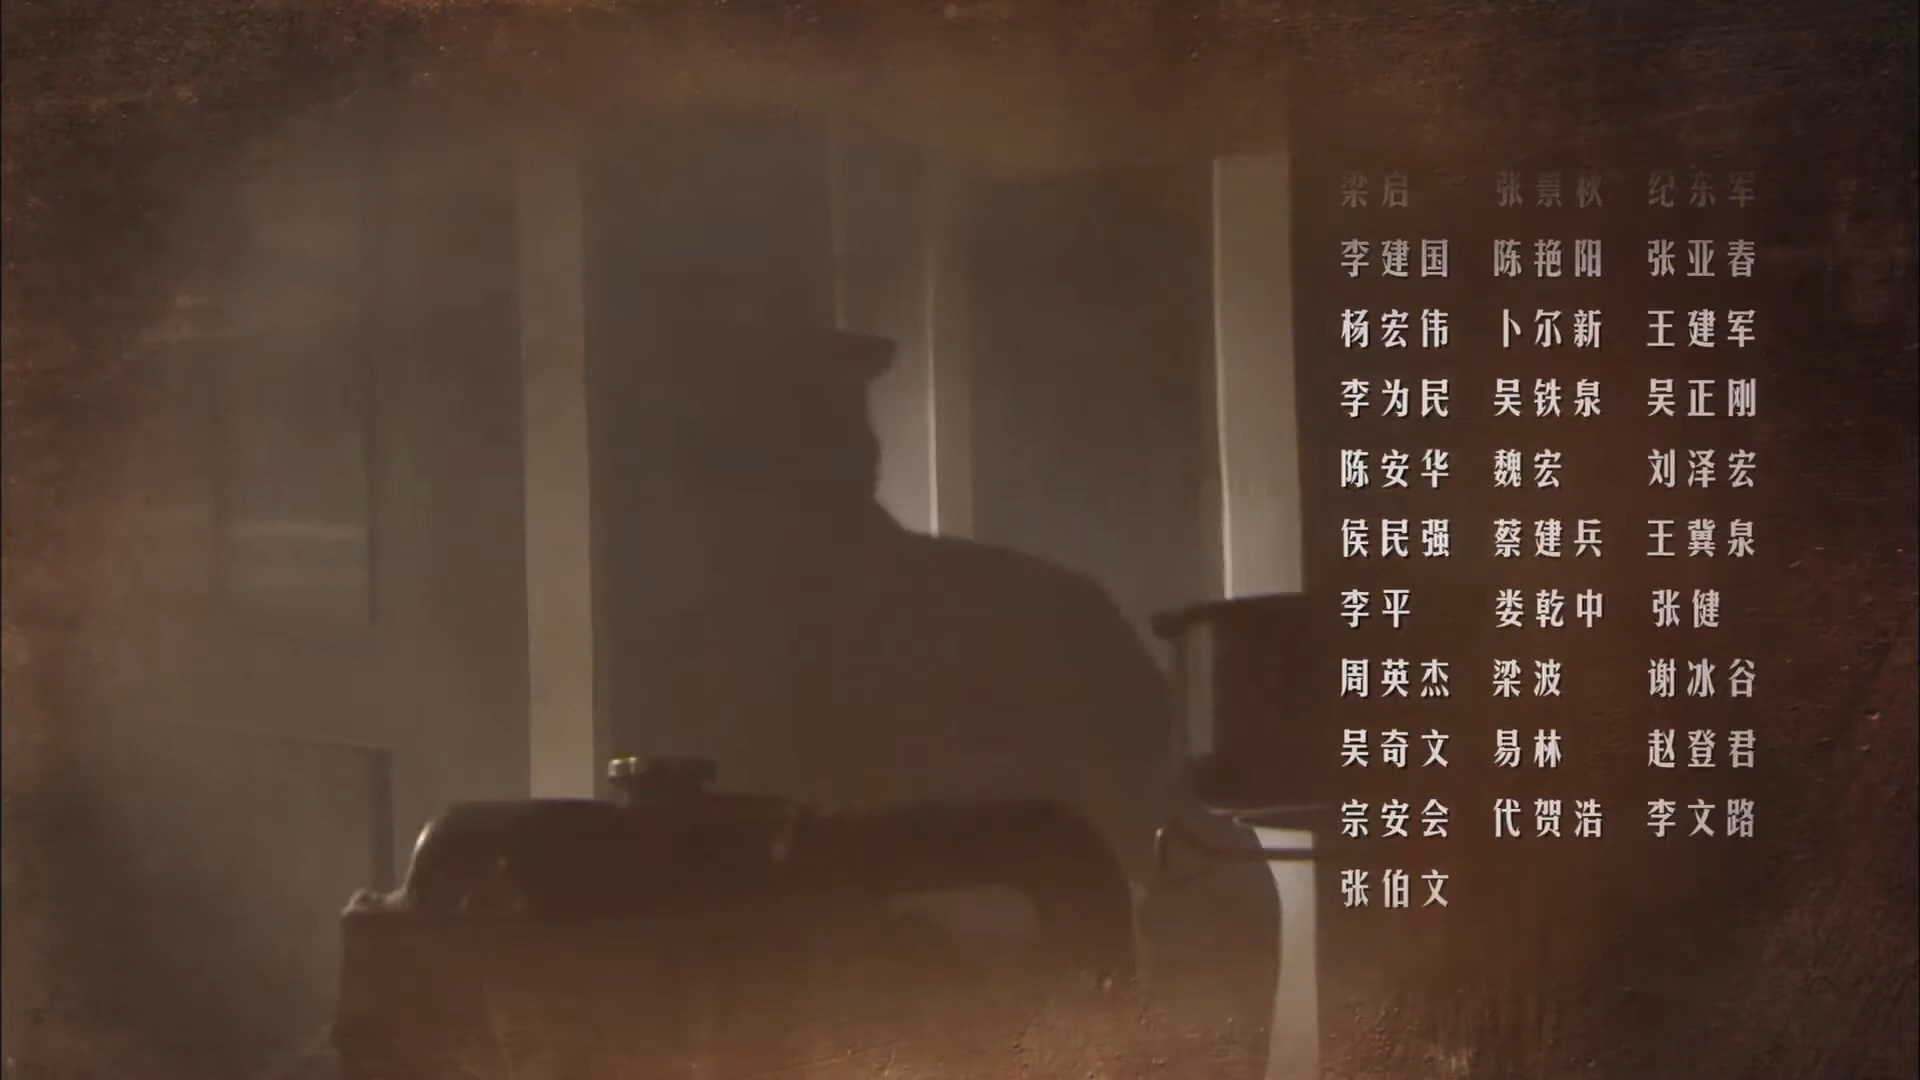 梁启 张景秋 纪东军
李建国 陈艳阳 张亚春
杨宏伟 卜尔新 王建军
李为民 吴铁泉 吴正刚
陈安华 魏宏 刘泽宏
侯民强 蔡建兵 王冀泉
李平 娄乾中 张健
周英杰 梁波 谢冰谷
吴奇文 易林 赵登君
宗安会 代贺浩 李文路
张伯文